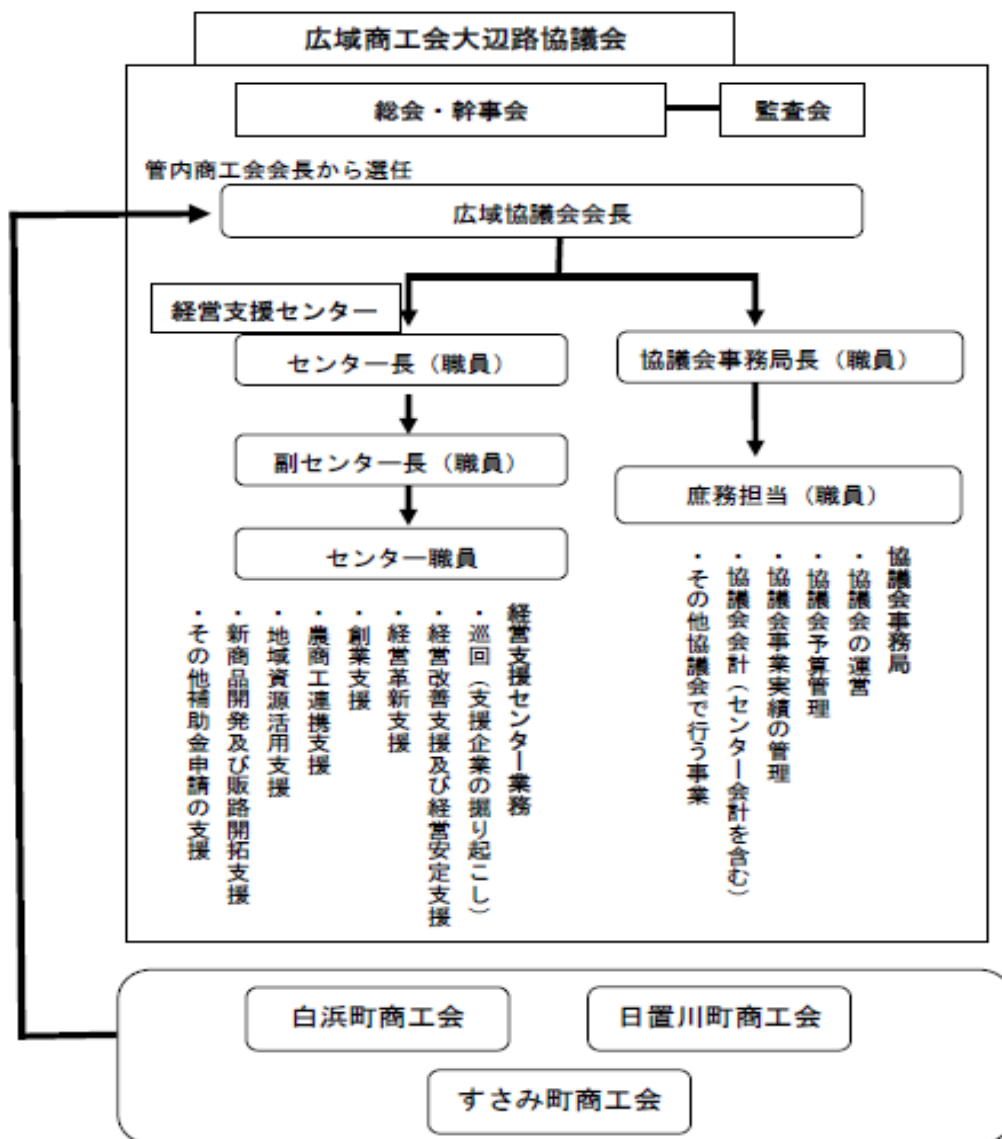 広域商工会大辺路協議会
総会・幹事会
監査会
管内商工会会長から選任
広域協議会会長
経営支援センター
センター長（職員）
協議会事務局長（職員）
副センター長（職員）
庶務担当（職員）
センター職員
経営支援センター業務
・巡回（支援企業の掘り起こし）
・経営改善支援及び経営安定支援
・経営革新支援
・創業支援
・農商工連携支援
・地域資源活用支援
・新商品開発及び販路開拓支援
・その他補助金申請の支援
協議会事務局
・協議会の運営
・協議会予算管理
・協議会事業実績の管理
・協議会会計（センター会計を含む）
・その他協議会で行う事業
白浜町商工会
日置川町商工会
すさみ町商工会